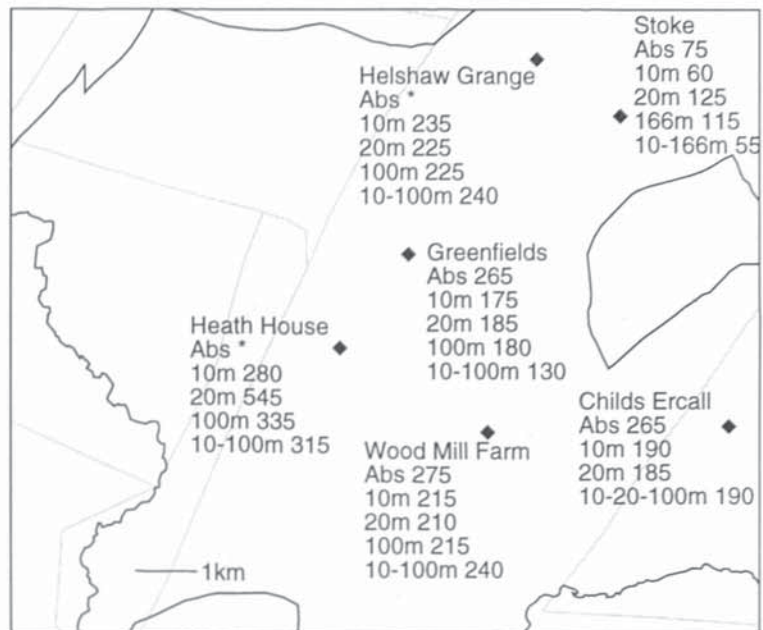 Stoke
Abs 75
10m 60
20m 125
166m 115
10-166m 55
Helshaw Grange
Abs *
10m 235
20m 225
100m 225
10-100m 240
Greenfields
Abs 265
10m 175
20m 185
100m 180
10-100m 130
Heath House
Abs *
10m 280
20m 545
100m 335
10-100m 315
Childs Ercall
Abs 265
10m 190
20m 185
10-20-100m 190
Wood Mill Farm
Abs 275
10m 215
20m 210
100m 215
10-100m 240
1km